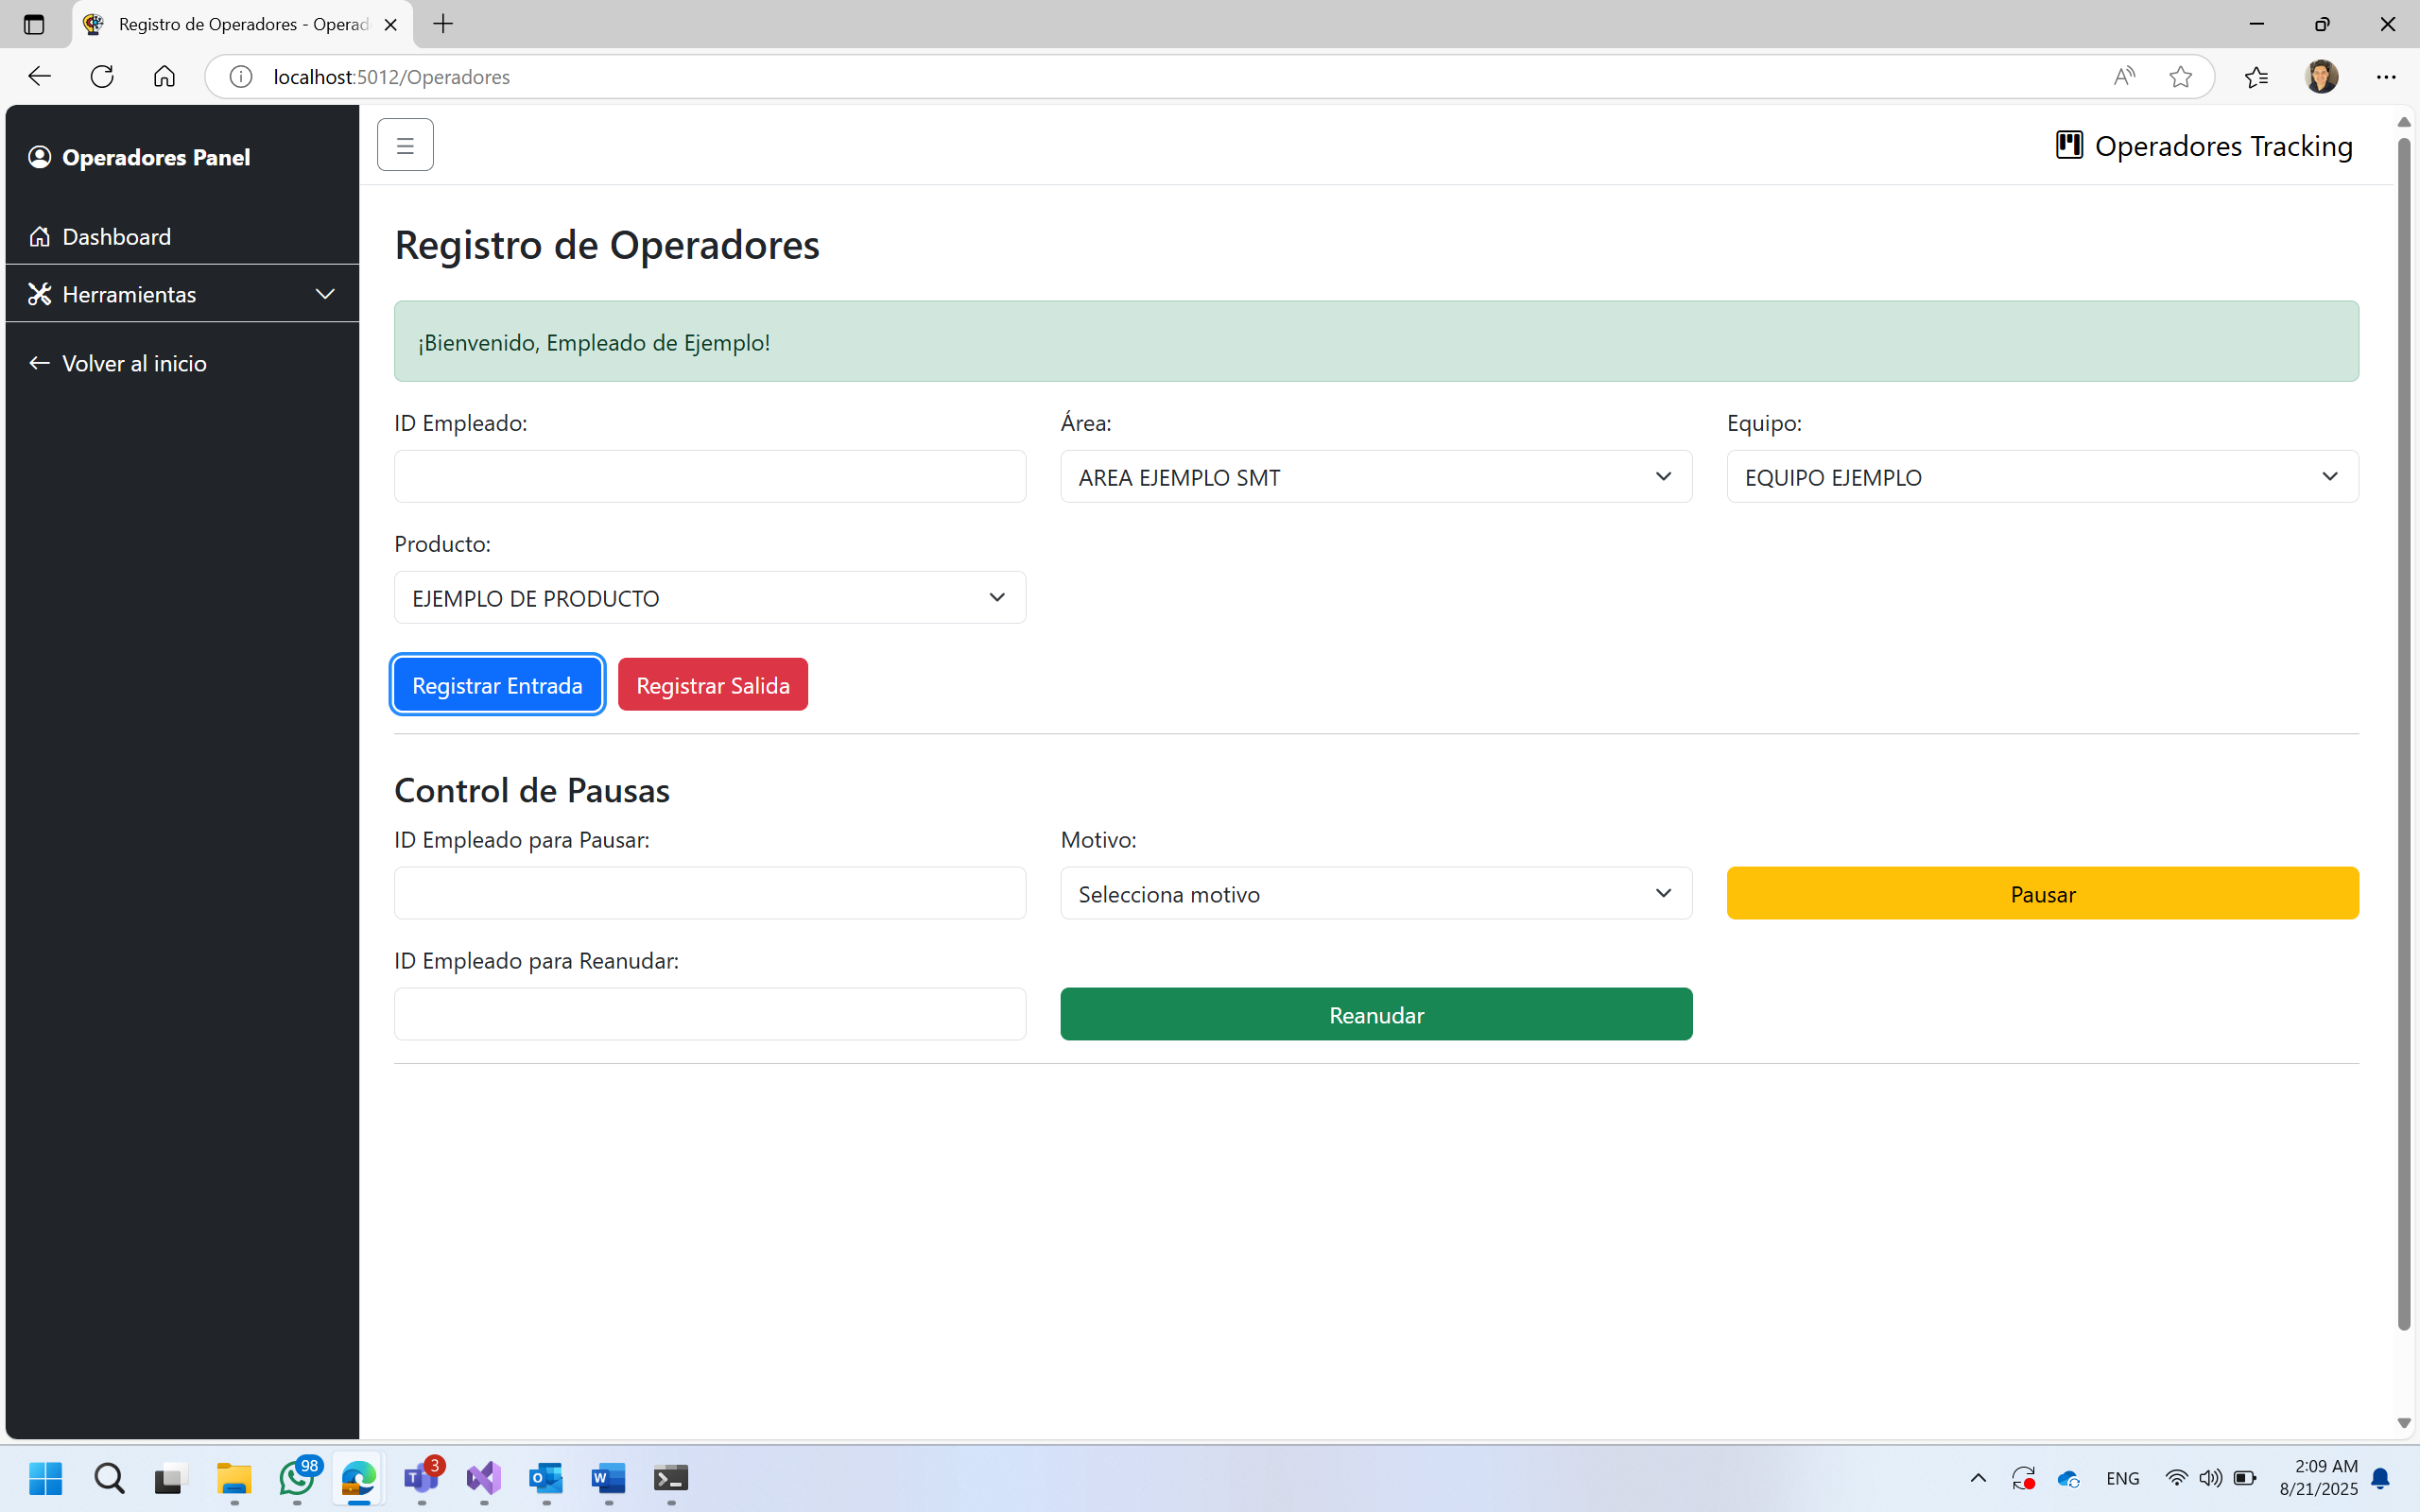 Registro de Operadores - Operad
localhost:5012/Operadores
Operadores Panel
Dashboard
Herramientas
Volver al inicio
Operadores Tracking
Registro de Operadores
¡Bienvenido, Empleado de Ejemplo!
ID Empleado:
Área:
Equipo:
AREA EJEMPLO SMT
EQUIPO EJEMPLO
Producto:
EJEMPLO DE PRODUCTO
Registrar Entrada
Registrar Salida
Control de Pausas
ID Empleado para Pausar:
Motivo:
Selecciona motivo
Pausar
ID Empleado para Reanudar:
Reanudar
98
3
ENG
2:09 AM
8/21/2025